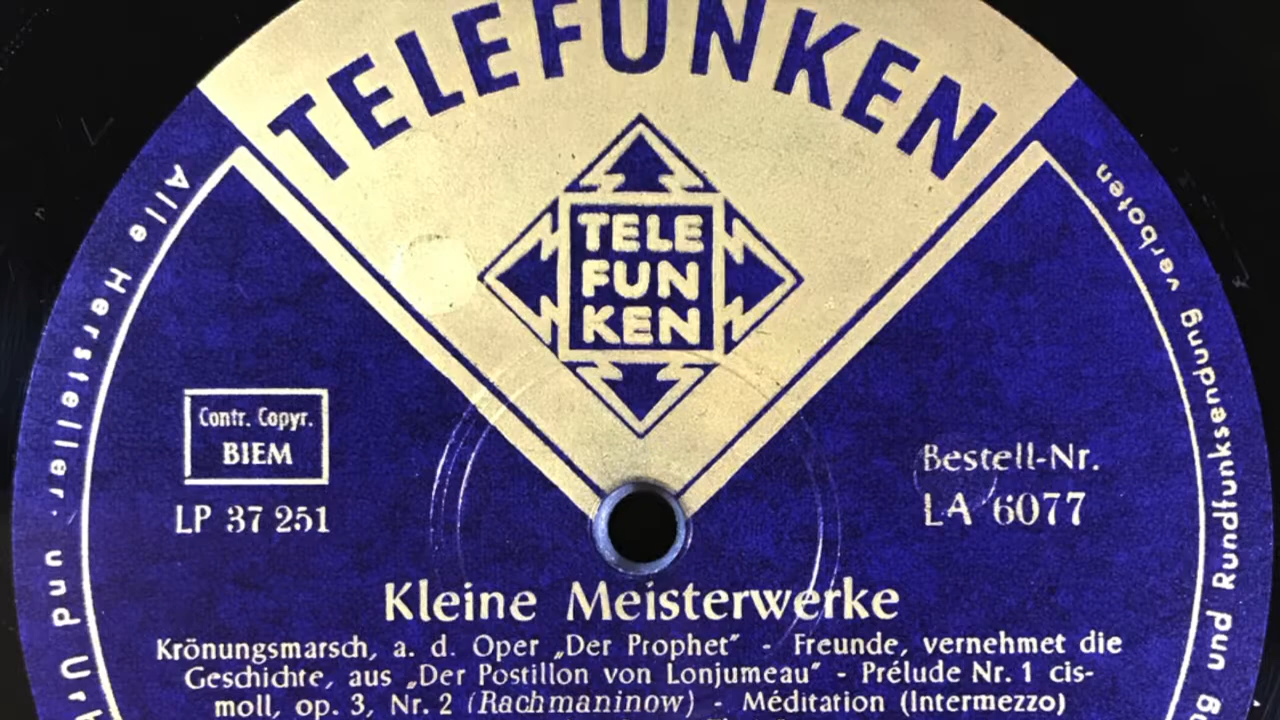 TELEFUNKEN
TELE
FUN
KEN
Alle Hersteller- und Urh
g und Rundfunksendung verboten
Contr. Copyr.
BIEM
LP 37 251
Bestell-Nr.
LA 6077
Kleine Meisterwerke
Krönungsmarsch, a. d. Oper „Der Prophet" - Freunde, vernehmet die
Geschichte, aus „Der Postillon von Lonjumeau" - Prélude Nr. 1 cis-
moll, op. 3, Nr. 2 (Rachmaninow) - Méditation (Intermezzo)